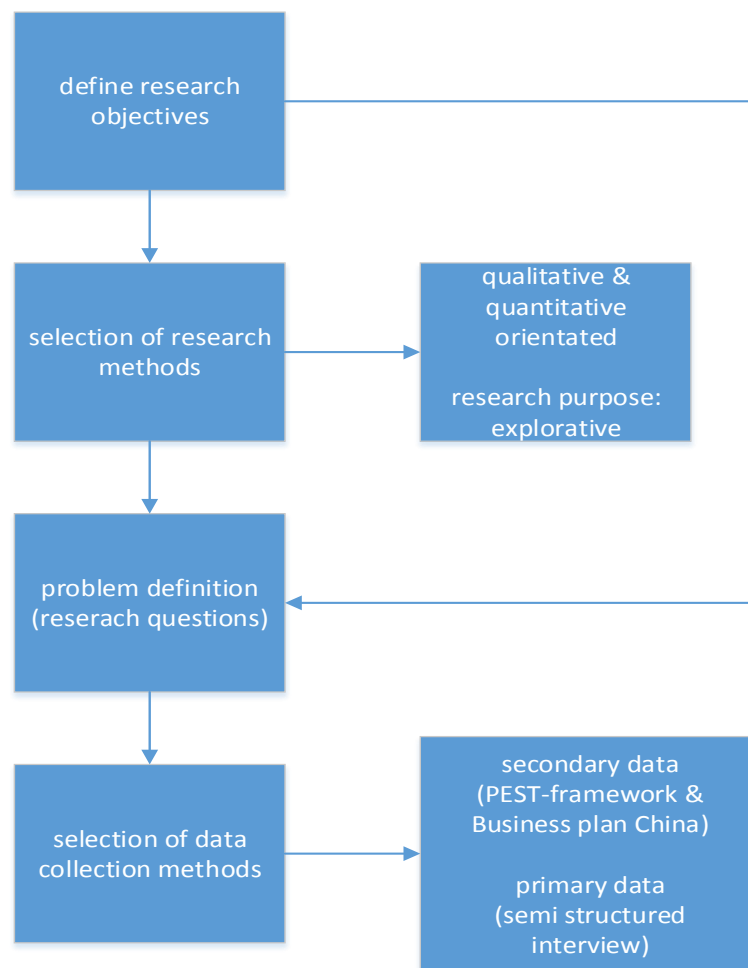 define research
objectives
selection of research
methods
qualitative &
quantitative
orientated
research purpose:
explorative
problem definition
(reserach questions)
selection of data
collection methods
secondary data
(PEST-framework &
Business plan China)
primary data
(semi structured
interview)